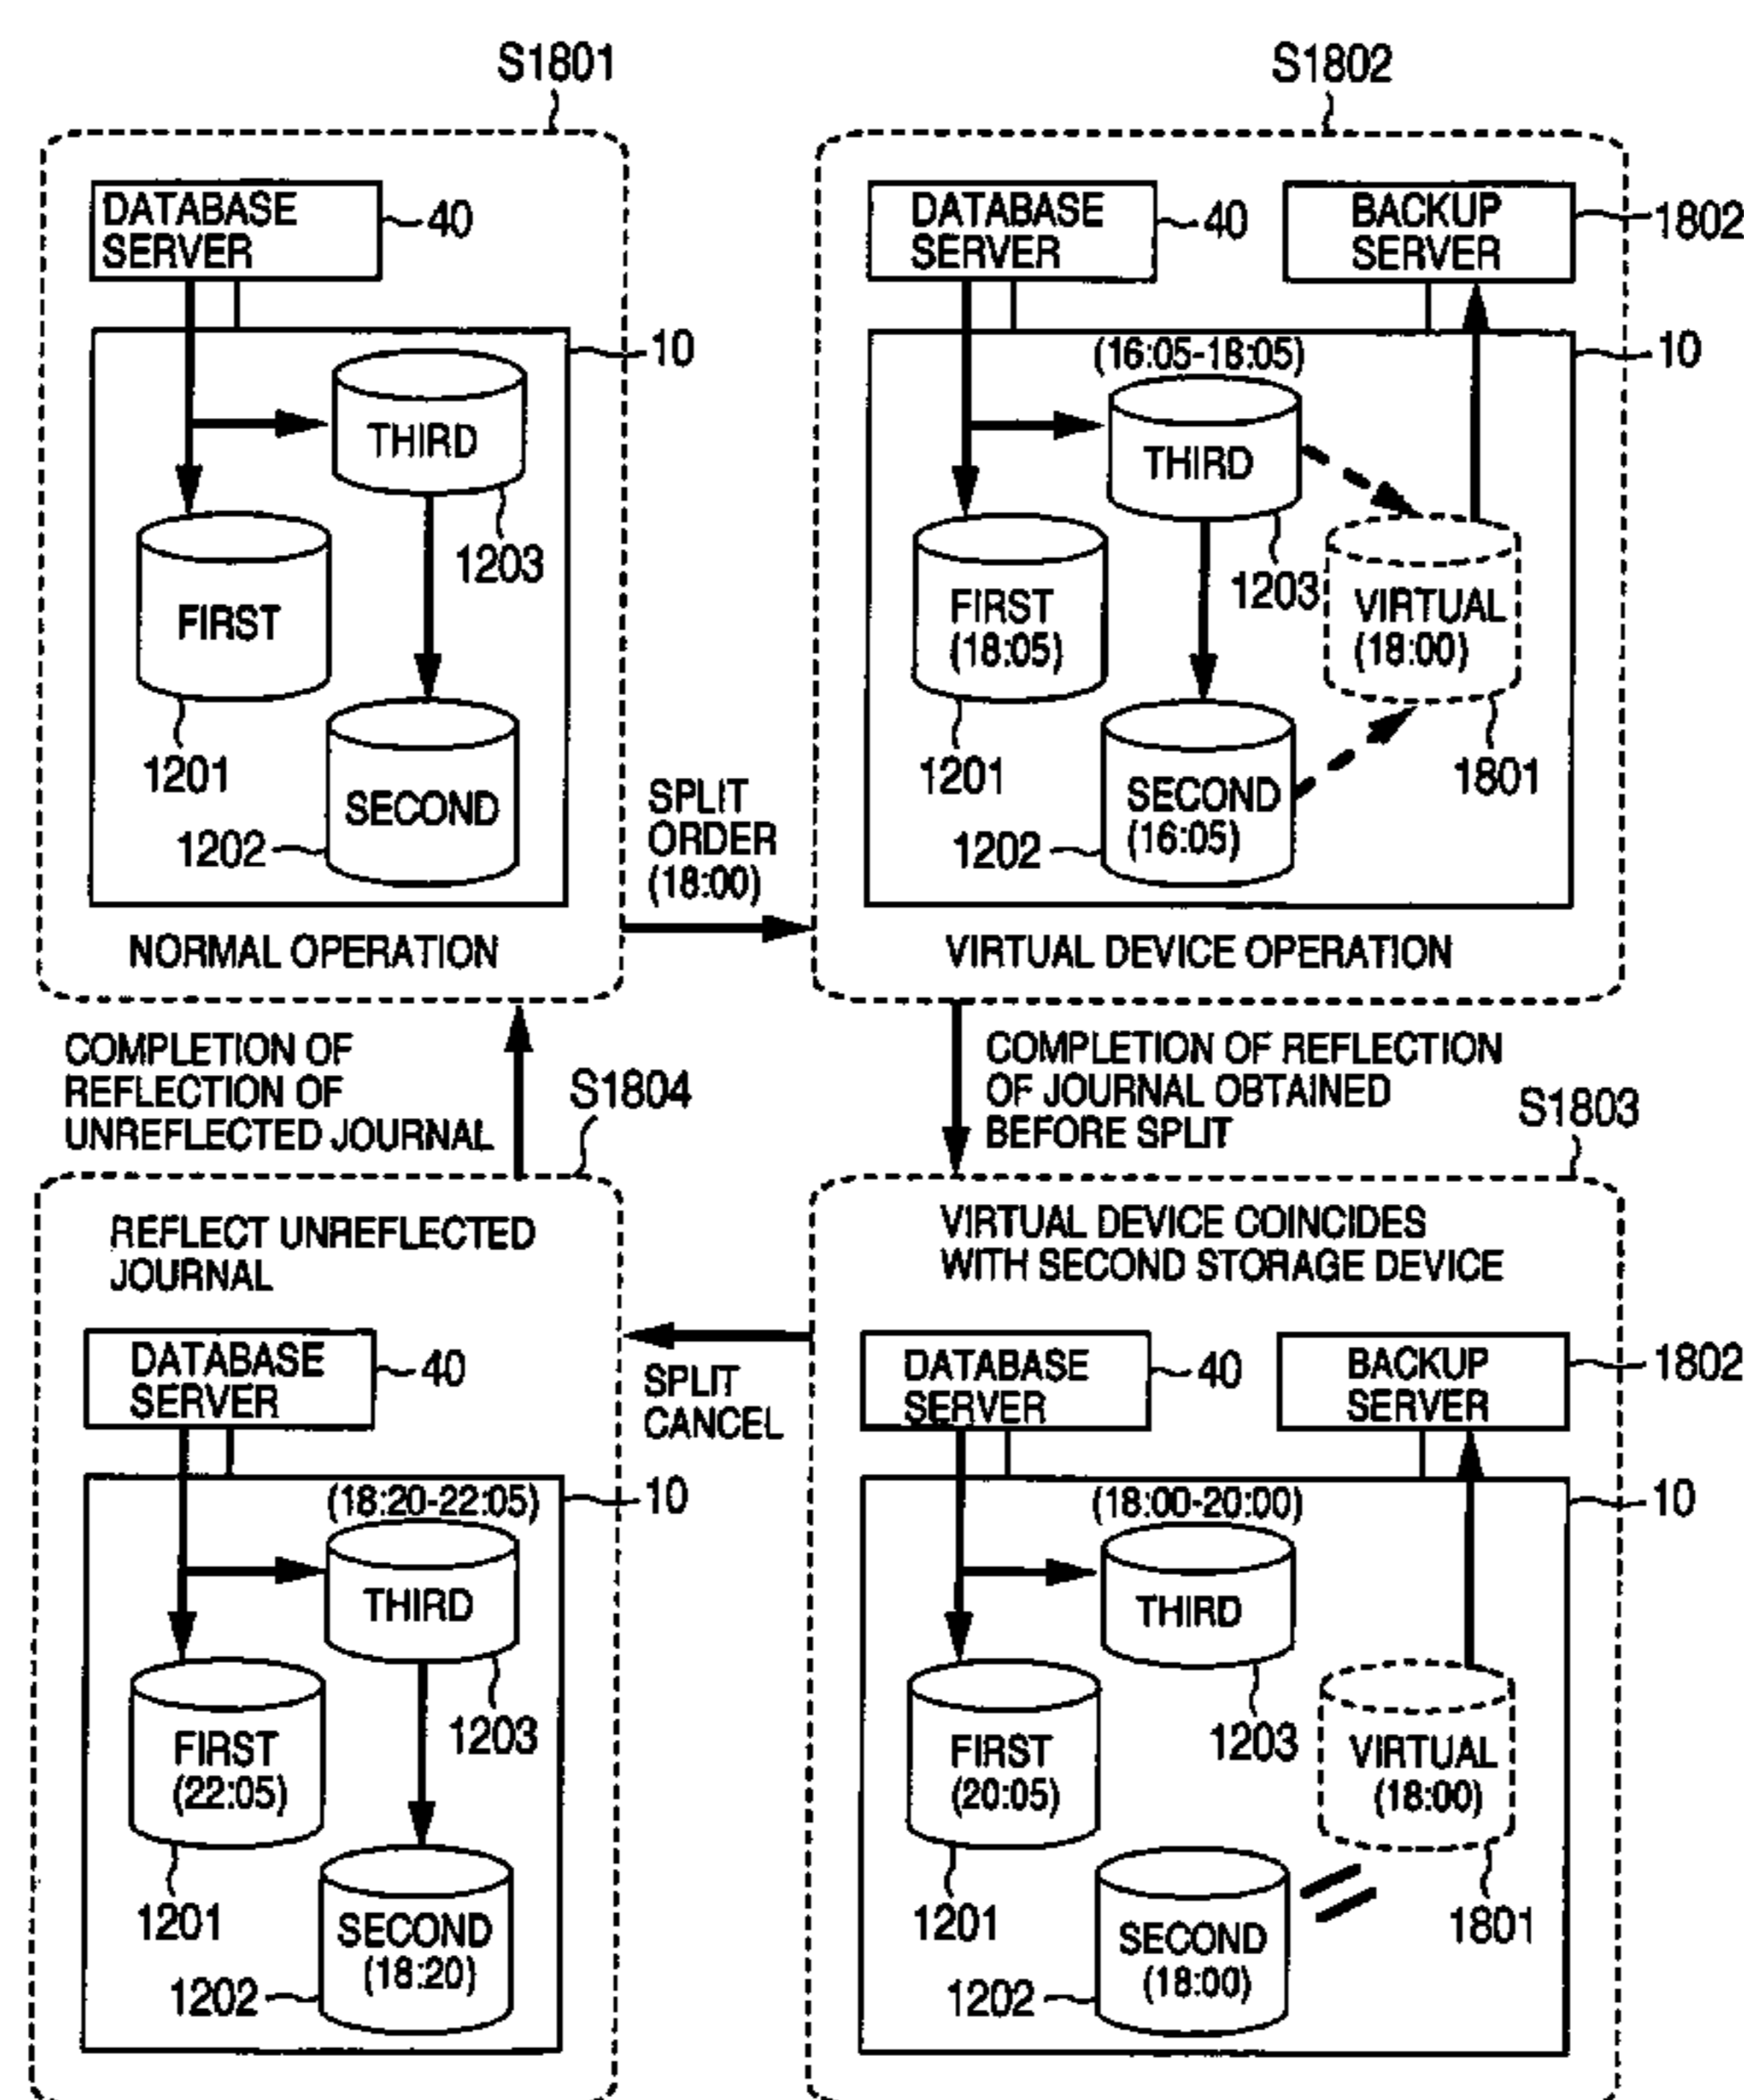 S1801
DATABASE
SERVER
40
10
THIRD
1203
FIRST
1201
SECOND
1202
NORMAL OPERATION
SPLIT
ORDER
(18:00)
S1802
DATABASE
SERVER
40
BACKUP
SERVER
1802
10
(16:05-18:05)
THIRD
1203
FIRST
(18:05)
1201
VIRTUAL
(18:00)
1801
SECOND
(16:05)
1202
VIRTUAL DEVICE OPERATION
COMPLETION OF REFLECTION
OF JOURNAL OBTAINED
BEFORE SPLIT
S1803
VIRTUAL DEVICE COINCIDES
WITH SECOND STORAGE DEVICE
DATABASE
SERVER
40
BACKUP
SERVER
1802
10
(18:00-20:00)
THIRD
1203
FIRST
(20:05)
1201
VIRTUAL
(18:00)
1801
SECOND
(18:00)
1202
SPLIT
CANCEL
S1804
REFLECT UNREFLECTED
JOURNAL
DATABASE
SERVER
40
10
(18:20-22:05)
THIRD
1203
FIRST
(22:05)
1201
SECOND
(18:20)
1202
COMPLETION OF
REFLECTION OF
UNREFLECTED JOURNAL